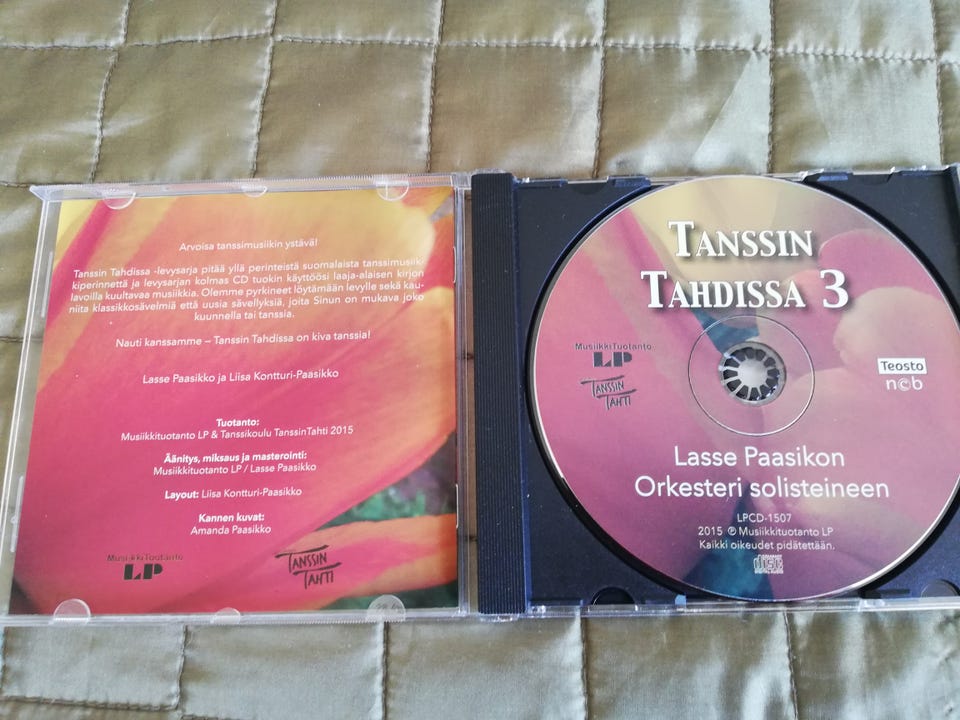 Arvoisa tanssimusiikin ystävä!
Tanssin Tahdissa -levysarja pitää yllä perinteistä suomalaista tanssimusiik-
kiperinnettä ja levysarjan kolmas CD tuokin käyttöösi laaja-alaisen kirjon
lavoilla kuultavaa musiikkia. Olemme pyrkineet löytämään levylle sekä kau-
niita klassikkosävelmiä että uusia sävellyksiä, joita Sinun on mukava joko
kuunnella tai tanssia.
Nauti kanssamme – Tanssin Tahdissa on kiva tanssia!
Lasse Paasikko ja Liisa Kontturi-Paasikko
Tuotanto:
Musiikkituotanto LP & Tanssikoulu TanssinTahti 2015
Äänitys, miksaus ja masterointi:
Musiikkituotanto LP / Lasse Paasikko
Layout: Liisa Kontturi-Paasikko
Kannen kuvat:
Amanda Paasikko
MusiikkiTuotanto
LP
TANSSIN
TAHTI
TANSSIN
TAHDISSA 3
MusiikkiTuotanto
LP
TANSSIN
TAHTI
Teosto
ncb
Lasse Paasikon
Orkesteri solisteineen
LPCD-1507
2015 ℗ Musiikkituotanto LP
Kaikki oikeudet pidätettään.
COMPACT
disc